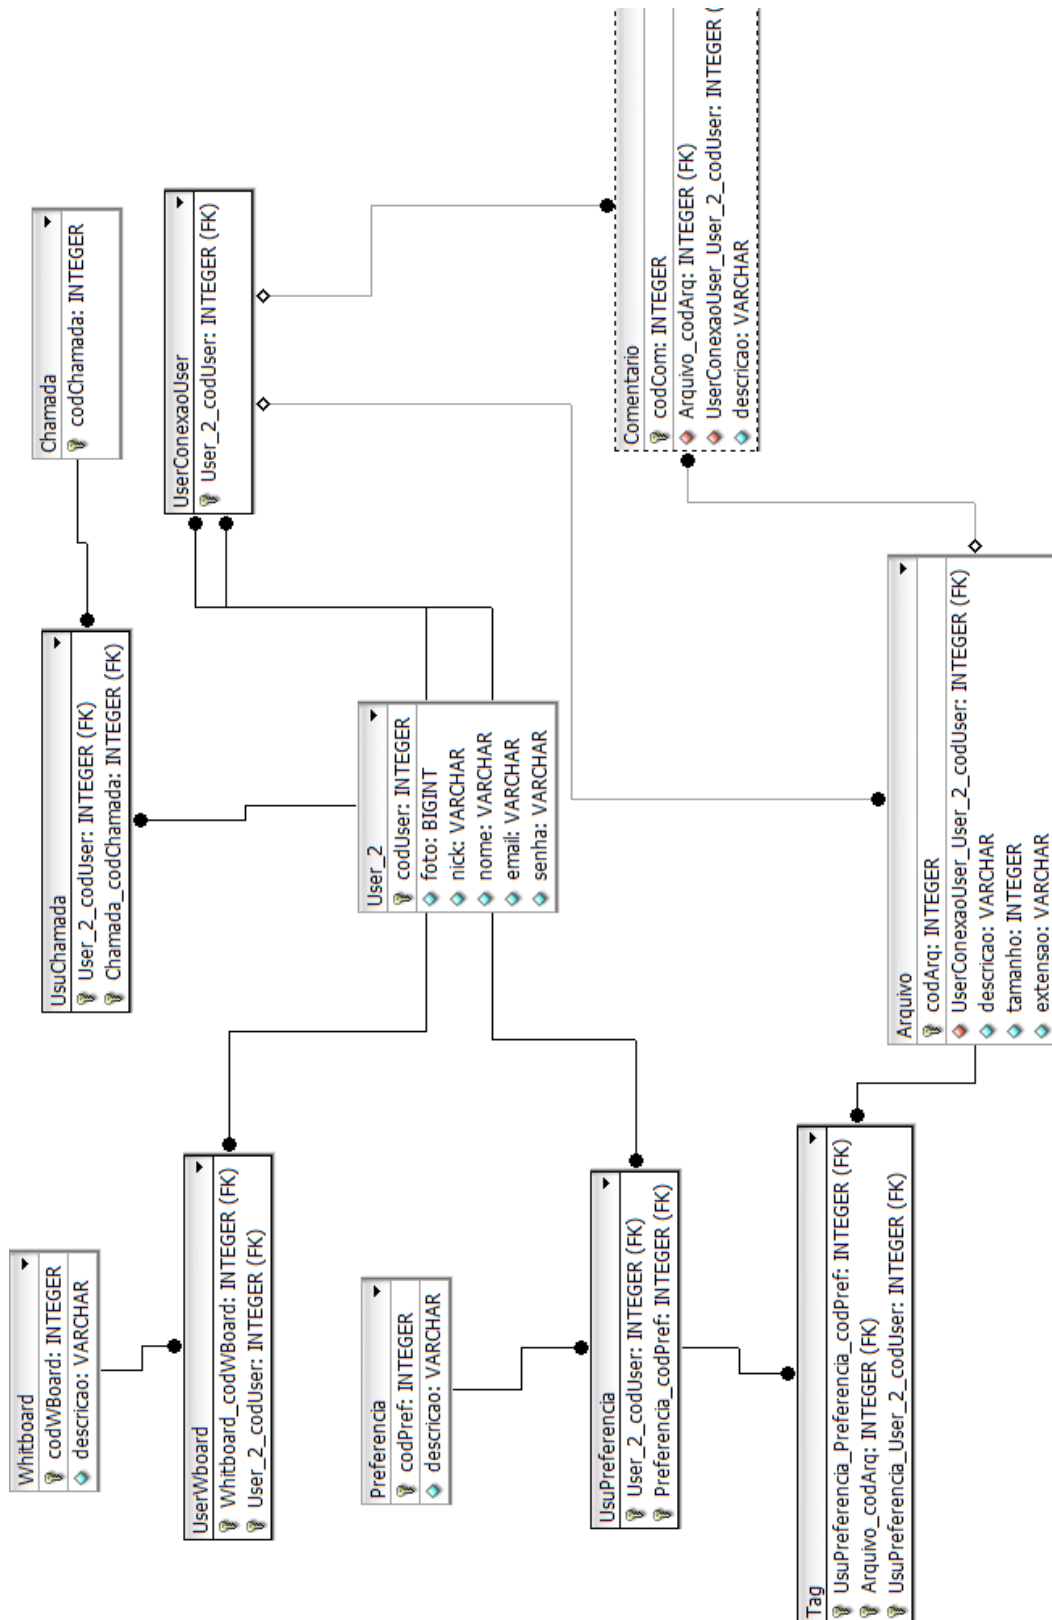 Whitboard
codWBoard: INTEGER
descricao: VARCHAR
UsuChamada
User_2_codUser: INTEGER (FK)
Chamada_codChamada: INTEGER (FK)
Chamada
codChamada: INTEGER
UserWboard
Whitboard_codWBoard: INTEGER (FK)
User_2_codUser: INTEGER (FK)
UserConexaoUser
User_2_codUser: INTEGER (FK)
Preferencia
codPref: INTEGER
descricao: VARCHAR
User_2
codUser: INTEGER
foto: BIGINT
nick: VARCHAR
nome: VARCHAR
email: VARCHAR
senha: VARCHAR
UsuPreferencia
User_2_codUser: INTEGER (FK)
Preferencia_codPref: INTEGER (FK)
Comentario
codCom: INTEGER
Arquivo_codArq: INTEGER (FK)
UserConexaoUser_User_2_codUser: INTEGER (
descricao: VARCHAR
Tag
UsuPreferencia_Preferencia_codPref: INTEGER (FK)
Arquivo_codArq: INTEGER (FK)
UsuPreferencia_User_2_codUser: INTEGER (FK)
Arquivo
codArq: INTEGER
UserConexaoUser_User_2_codUser: INTEGER (FK)
descricao: VARCHAR
tamanho: INTEGER
extensao: VARCHAR